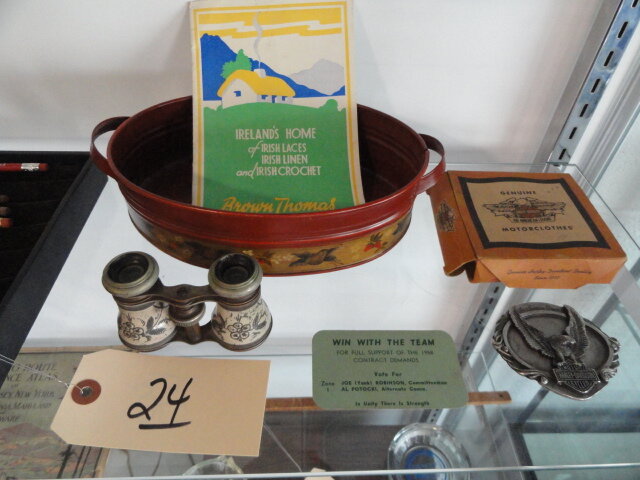 IRELAND'S HOME
of IRISH LACES
IRISH LINEN
and IRISH CROCHET
Brown Thomas
GENUINE
MOTORCLOTHES
WIN WITH THE TEAM
FOR FULL SUPPORT OF THE 1958
CONTRACT DEMANDS
Vote For
Zone JOE (Yank) ROBINSON, Committeeman
1 AL POTOCKI, Alternate Comm.
In Unity There Is Strength
24
ROUTE
ATLAS